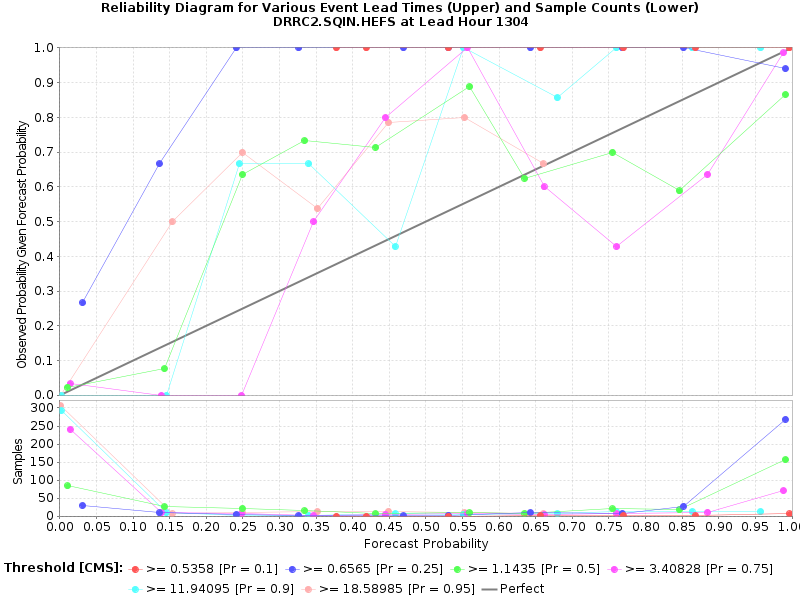 Reliability Diagram for Various Event Lead Times (Upper) and Sample Counts (Lower)
DRRC2.SQIN.HEFS at Lead Hour 1304
Observed Probability Given Forecast Probability
1.0
0.9
0.8
0.7
0.6
0.5
0.4
0.3
0.2
0.1
0.0
Samples
300
250
200
150
100
50
0
0.00 0.05 0.10 0.15 0.20 0.25 0.30 0.35 0.40 0.45 0.50 0.55 0.60 0.65 0.70 0.75 0.80 0.85 0.90 0.95 1.0
Forecast Probability
Threshold [CMS]: >= 0.5358 [Pr = 0.1] >= 0.6565 [Pr = 0.25] >= 1.1435 [Pr = 0.5] >= 3.40828 [Pr = 0.75]
>= 11.94095 [Pr = 0.9] >= 18.58985 [Pr = 0.95] Perfect